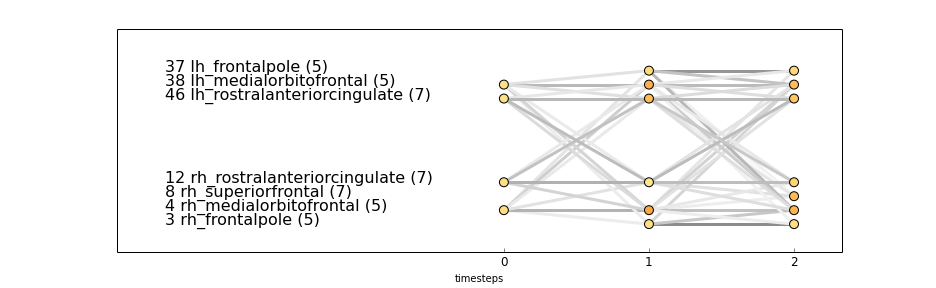 37 lh_frontalpole (5)
38 lh_medialorbitofrontal (5)
46 lh_rostralanteriorcingulate (7)
12 rh_rostralanteriorcingulate (7)
8 rh_superiorfrontal (7)
4 rh_medialorbitofrontal (5)
3 rh_frontalpole (5)
0 1 2
timesteps